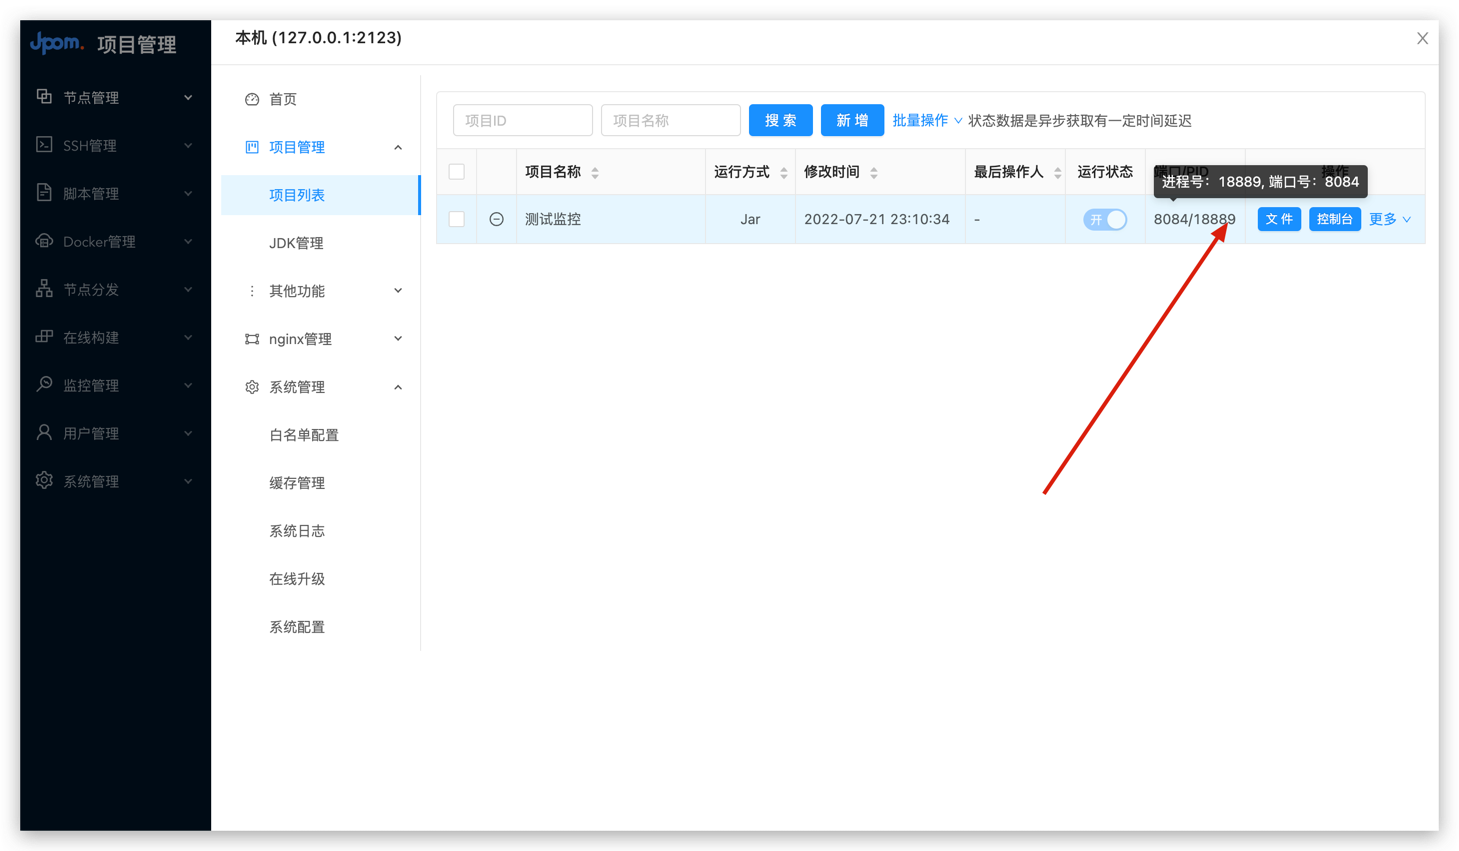 Jpom. 项目管理
节点管理
SSH管理
脚本管理
Docker管理
节点分发
在线构建
监控管理
用户管理
系统管理
本机 (127.0.0.1:2123)
首页
项目管理
项目列表
JDK管理
其他功能
nginx管理
系统管理
白名单配置
缓存管理
系统日志
在线升级
系统配置
项目ID 项目名称 搜 索 新 增 批量操作 状态数据是异步获取有一定时间延迟
项目名称 运行方式 修改时间 最后操作人 运行状态 端口/PID 操作
进程号：18889, 端口号：8084
测试监控 Jar 2022-07-21 23:10:34 - 开 8084/18889 文 件 控制台 更多